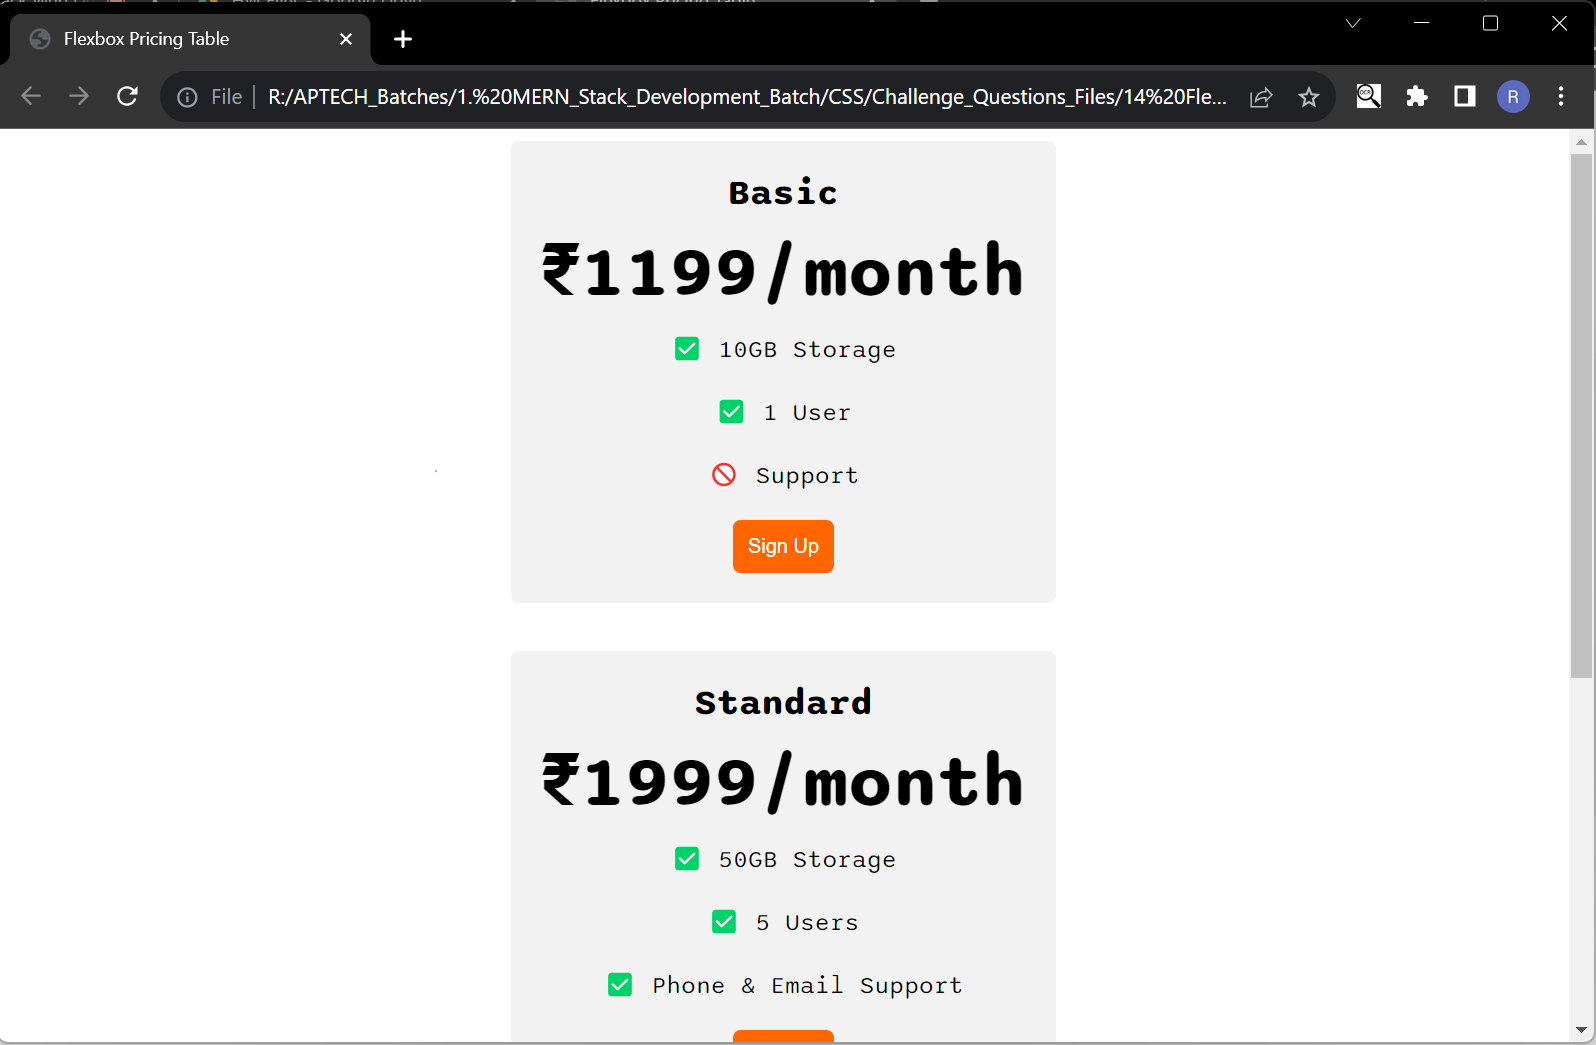 Flexbox Pricing Table
File
R:/APTECH_Batches/1.%20MERN_Stack_Development_Batch/CSS/Challenge_Questions_Files/14%20Fle...
OCR
R
Basic
₹1199/month
10GB Storage
1 User
Support
Sign Up
Standard
₹1999/month
50GB Storage
5 Users
Phone & Email Support